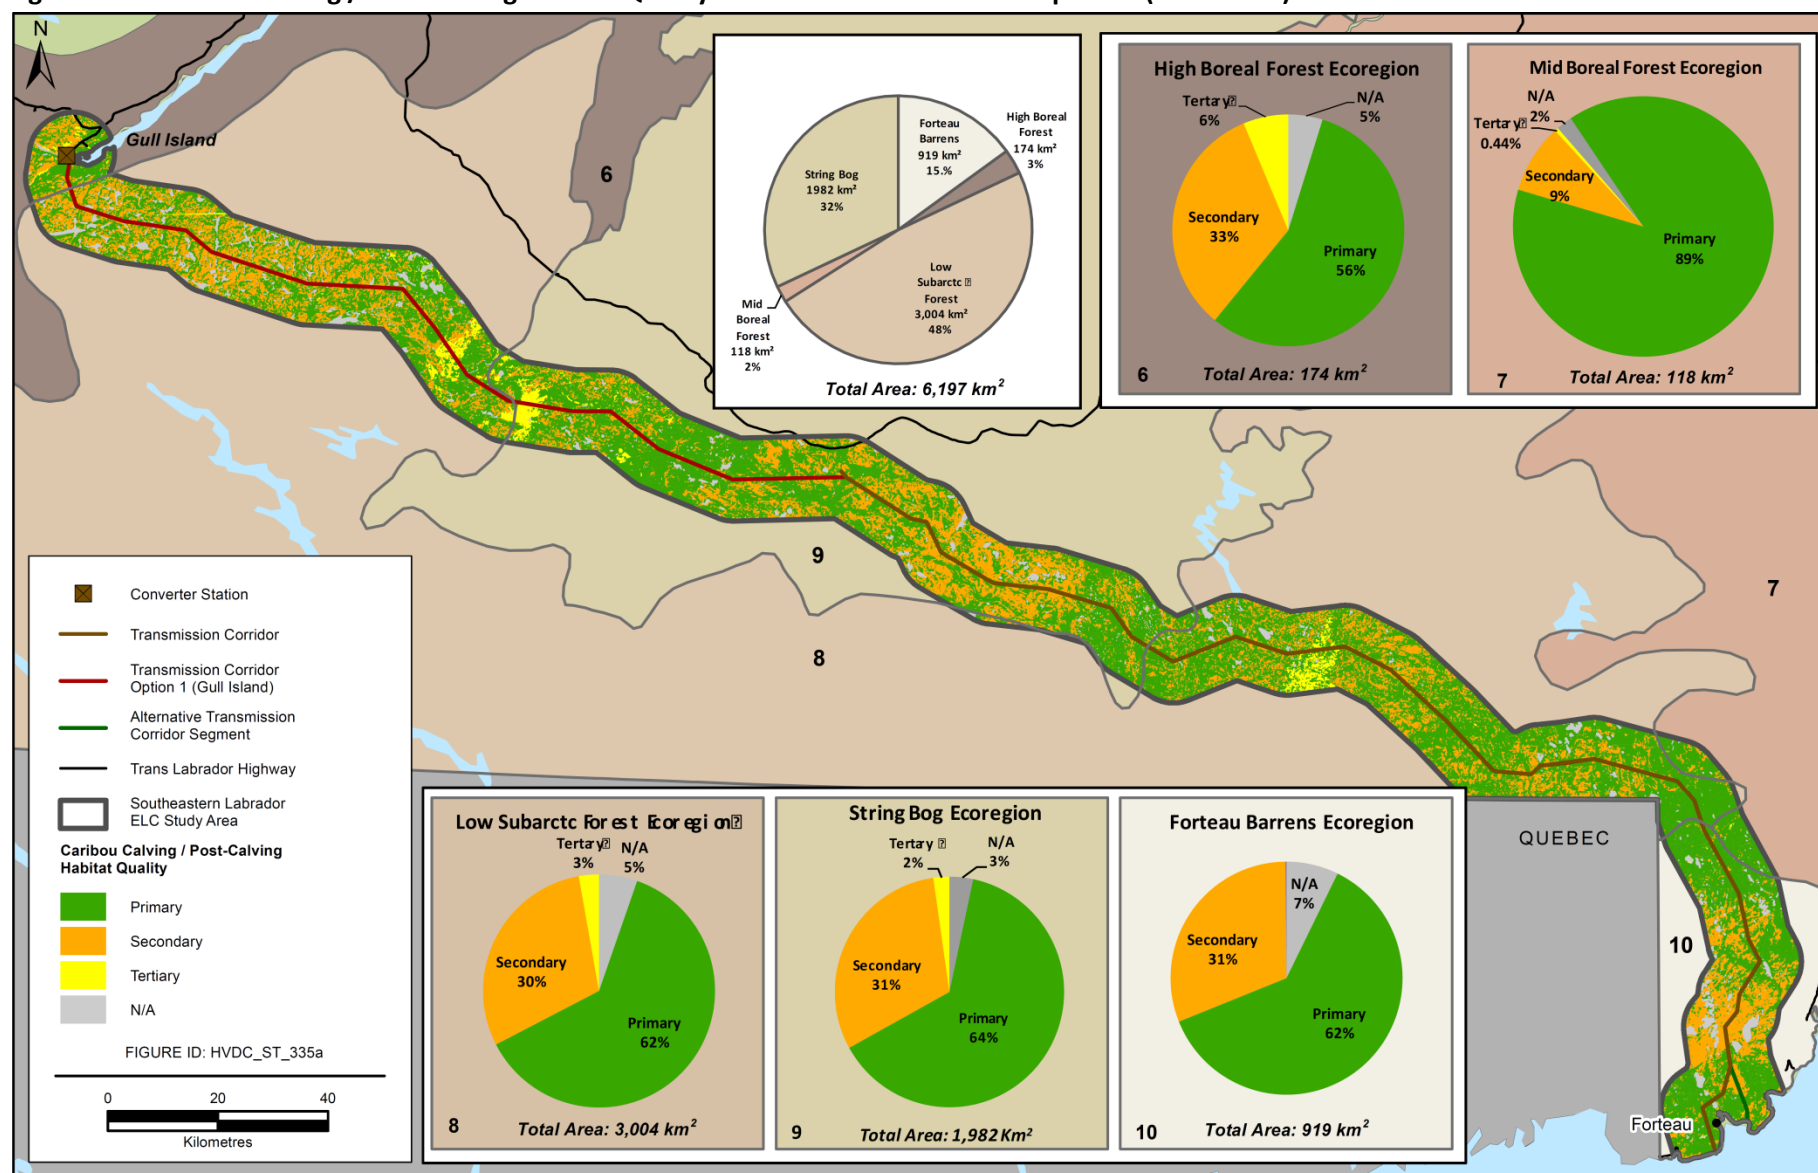 N
Gull Island
6
9
8
7
10
QUEBEC
Forteau
String Bog
1982 km²
32%
Forteau
Barrens
919 km²
15.%
High Boreal
Forest
174 km²
3%
Low
Subarctc
Forest
3,004 km²
48%
Mid
Boreal
Forest
118 km²
2%
Total Area: 6,197 km²
High Boreal Forest Ecoregion
Tertary
6%
N/A
5%
Secondary
33%
Primary
56%
6
Total Area: 174 km²
Mid Boreal Forest Ecoregion
N/A
2%
Tertary
0.44%
Secondary
9%
Primary
89%
7
Total Area: 118 km²
Converter Station
Transmission Corridor
Transmission Corridor
Option 1 (Gull Island)
Alternative Transmission
Corridor Segment
Trans Labrador Highway
Southeastern Labrador
ELC Study Area
Caribou Calving / Post-Calving
Habitat Quality
Primary
Secondary
Tertiary
N/A
FIGURE ID: HVDC_ST_335a
0 20 40
Kilometres
Low Subarctc Forest Ecoregion
Tertary
3%
N/A
5%
Secondary
30%
Primary
62%
8
Total Area: 3,004 km²
String Bog Ecoregion
Tertary
2%
N/A
3%
Secondary
31%
Primary
64%
9
Total Area: 1,982 Km²
Forteau Barrens Ecoregion
N/A
7%
Secondary
31%
Primary
62%
10
Total Area: 919 km²